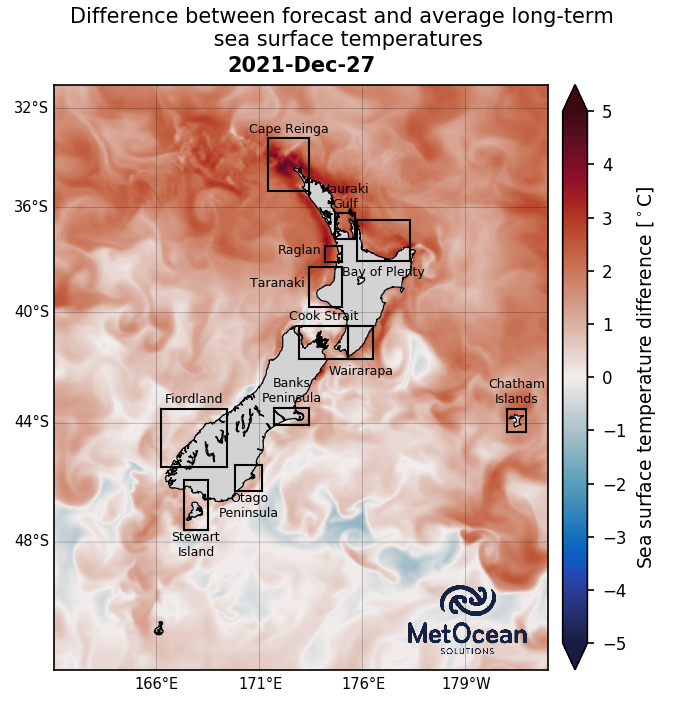 Difference between forecast and average long-term
sea surface temperatures
2021-Dec-27
32°S
36°S
40°S
44°S
48°S
166°E
171°E
176°E
179°W
Cape Reinga
Hauraki
Gulf
Raglan
Bay of Plenty
Taranaki
Cook Strait
Wairarapa
Banks
Peninsula
Fiordland
Chatham
Islands
Otago
Peninsula
Stewart
Island
MetOcean
SOLUTIONS
5
4
3
2
1
0
−1
−2
−3
−4
−5
Sea surface temperature difference [°C]